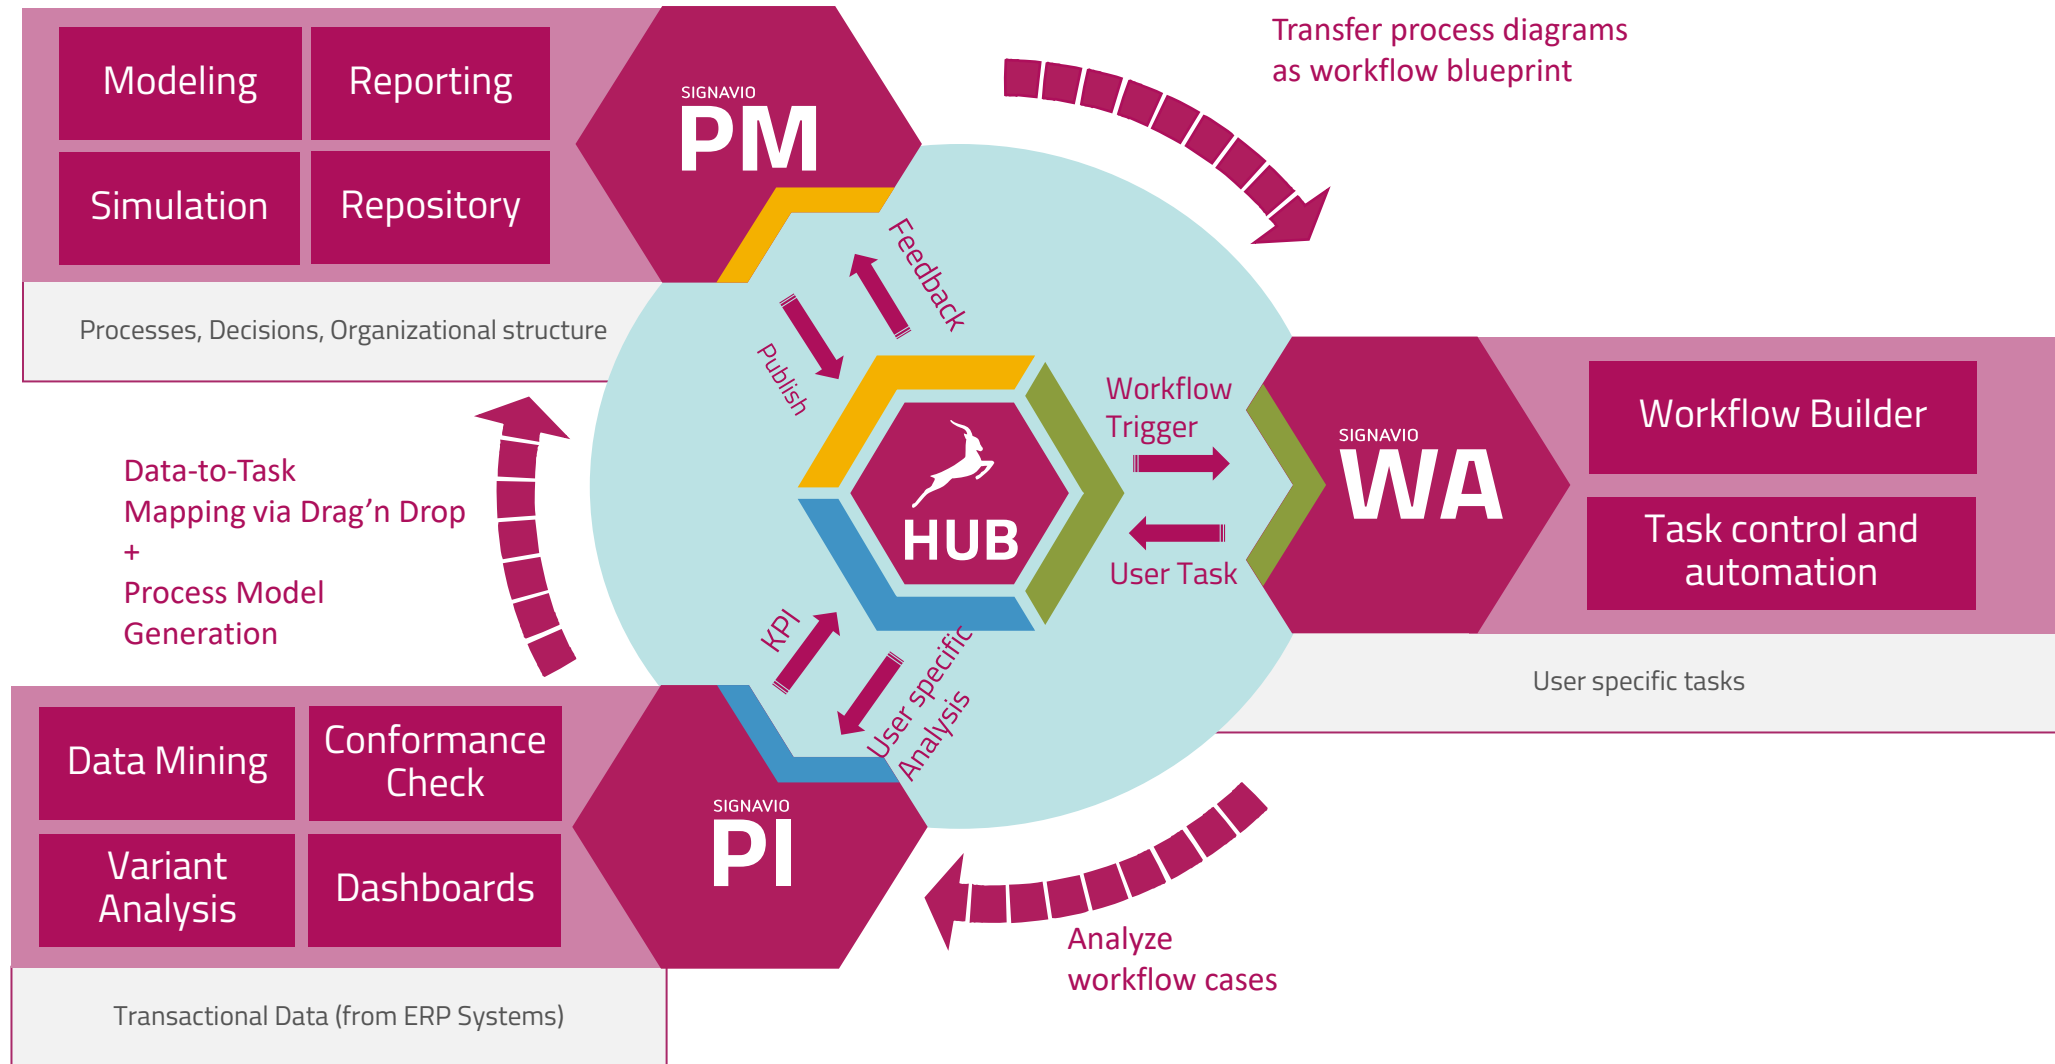 Modeling
Reporting
Simulation
Repository
SIGNAVIO
PM
Processes, Decisions, Organizational structure
Transfer process diagrams
as workflow blueprint
Feedback
Publish
HUB
Workflow
Trigger
User Task
SIGNAVIO
WA
Workflow Builder
Task control and
automation
User specific tasks
Data-to-Task
Mapping via Drag’n Drop
+
Process Model
Generation
KPI
User specific
Analysis
Data Mining
Conformance
Check
Variant
Analysis
Dashboards
SIGNAVIO
PI
Transactional Data (from ERP Systems)
Analyze
workflow cases